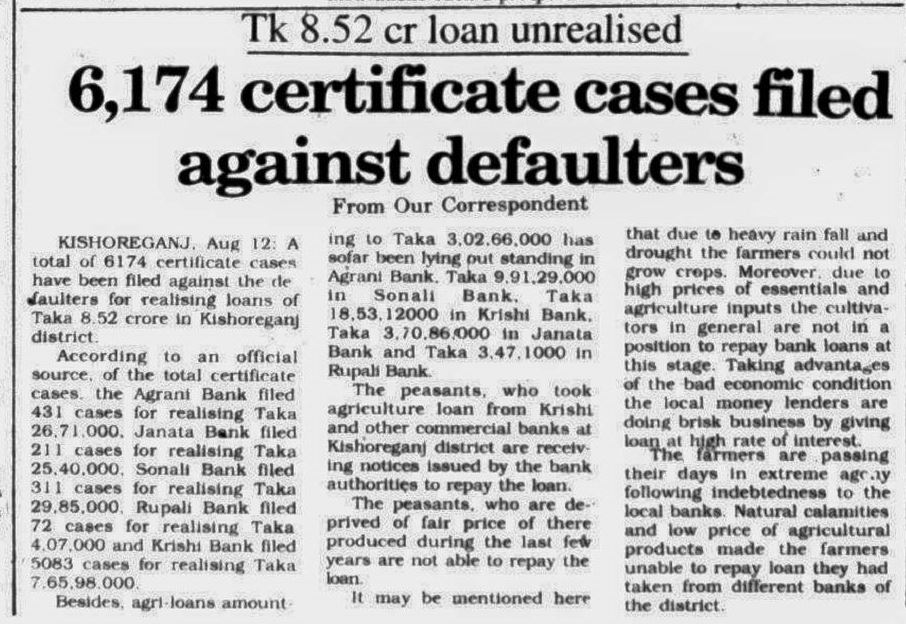 Tk 8.52 cr loan unrealised
6,174 certificate cases filed
against defaulters
From Our Correspondent
KISHOREGANJ, Aug 12: A
total of 6174 certificate cases
have been filed against the de
faulters for realising loans of
Taka 8.52 crore in Kishoreganj
district.
According to an official
source, of the total certificate
cases, the Agrani Bank filed
431 cases for realising Taka
26,71,000, Janata Bank filed
211 cases for realising Taka
25,40,000, Sonali Bank filed
311 cases for realising Taka
29,85,000, Rupali Bank filed
72 cases for realising Taka
4,07,000 and Krishi Bank filed
5083 cases for realising Taka
7,65,98,000.
Besides, agri-loans amount-
ing to Taka 3,02,66,000 has
sofar been lying out standing in
Agrani Bank, Taka 9,91,29,000
in Sonali Bank, Taka
18,53,12000 in Krishi Bank,
Taka 3,70,86,000 in Janata
Bank and Taka 3,47,1000 in
Rupali Bank.
The peasants, who took
agriculture loan from Krishi
and other commercial banks at
Kishoreganj district are receiv-
ing notices issued by the bank
authorities to repay the loan.
The peasants, who are de-
prived of fair price of there
produced during the last few
years are not able to repay the
loan.
It may be mentioned here
that due to heavy rain fall and
drought the farmers could not
grow crops. Moreover, due to
high prices of essentials and
agriculture inputs the cultiva-
tors in general are not in a
position to repay bank loans at
this stage. Taking advantages
of the bad economic condition
the local money lenders are
doing brisk business by giving
loan at high rate of interest.
The farmers are passing
their days in extreme agony
following indebtedness to the
local banks. Natural calamities
and low price of agricultural
products made the farmers
unable to repay loan they had
taken from different banks of
the district.